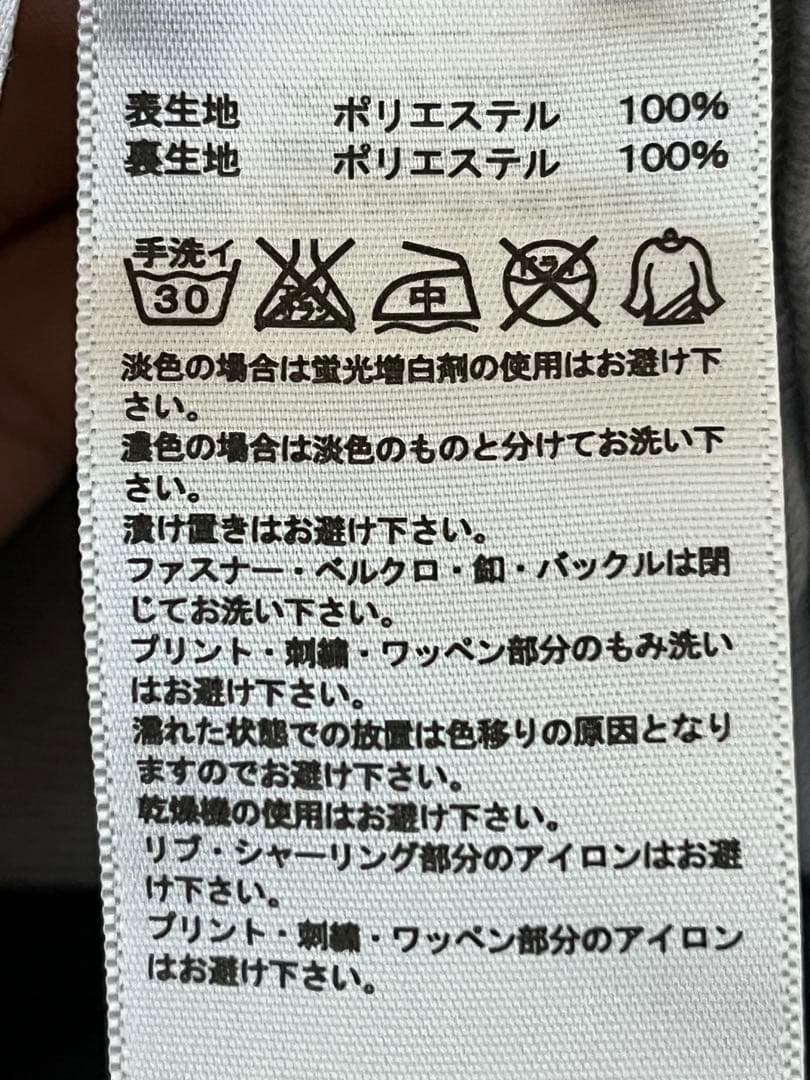 表生地 ポリエステル 100%
裏生地 ポリエステル 100%
手洗イ
30
エンソサラシ
中
ドライ
淡色の場合は蛍光増白剤の使用はお避け下
さい。
濃色の場合は淡色のものと分けてお洗い下
さい。
漬け置きはお避け下さい。
ファスナー・ベルクロ・釦・バックルは閉
じてお洗い下さい。
プリント・刺繍・ワッペン部分のもみ洗い
はお避け下さい。
濡れた状態での放置は色移りの原因となり
ますのでお避け下さい。
乾燥機の使用はお避け下さい。
リブ・シャーリング部分のアイロンはお避
け下さい。
プリント・刺繍・ワッペン部分のアイロン
はお避け下さい。